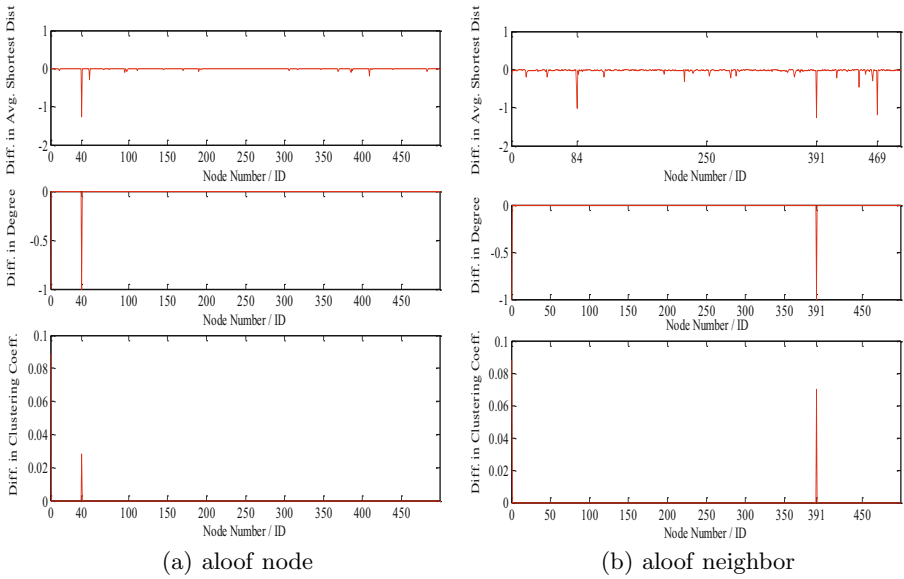 Diff. in Avg. Shortest Dist
1
0
-1
-2
0 40 100 150 200 250 300 350 400 450
Node Number / ID
Diff. in Degree
0
-0.5
-1
0 40 100 150 200 250 300 350 400 450
Node Number / ID
Diff. in Clustering Coeff.
0.1
0.08
0.06
0.04
0.02
0
0 40 100 150 200 250 300 350 400 450
Node Number / ID
(a) aloof node
Diff. in Avg. Shortest Dist
1
0
-1
-2
0 84 250 391 469
Node Number / ID
Diff. in Degree
0
-0.5
-1
0 50 100 150 200 250 300 350 391 450
Node Number / ID
Diff. in Clustering Coeff.
0.1
0.08
0.06
0.04
0.02
0
0 50 100 150 200 250 300 350 391 450
Node Number / ID
(b) aloof neighbor